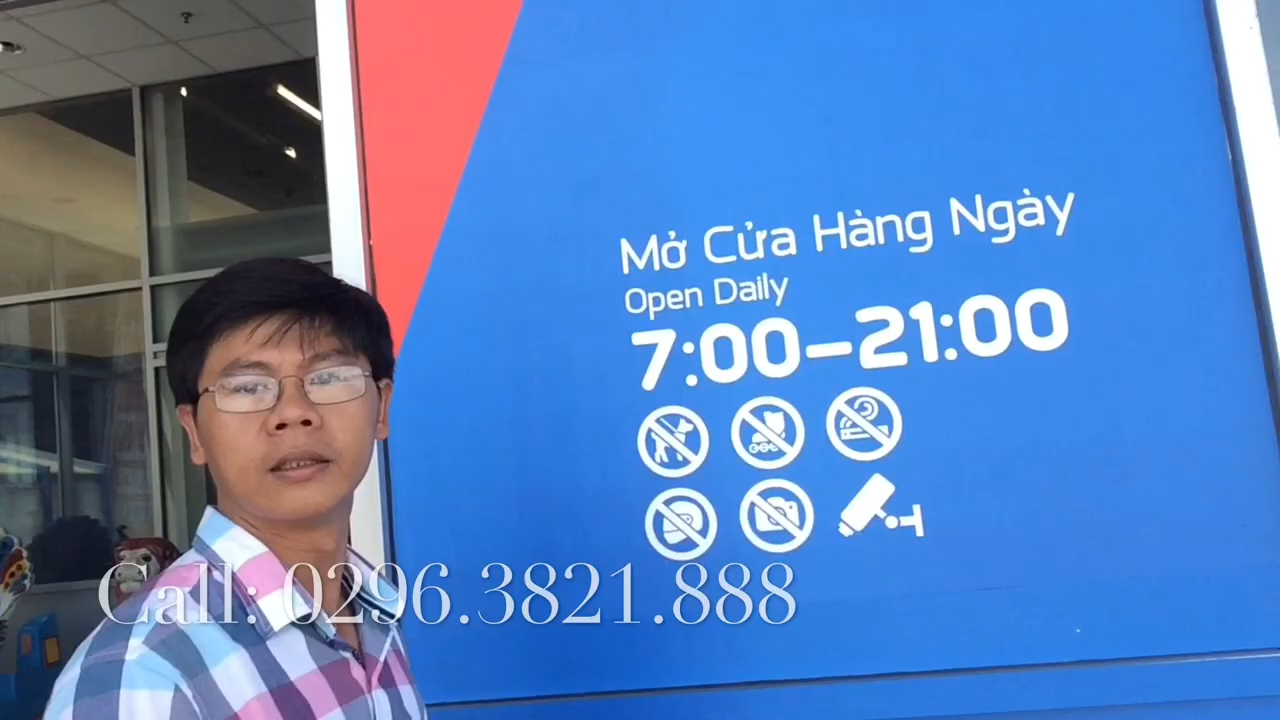 Mở Cửa Hàng Ngày
Open Daily
7:00–21:00
Call: 0296.3821.888